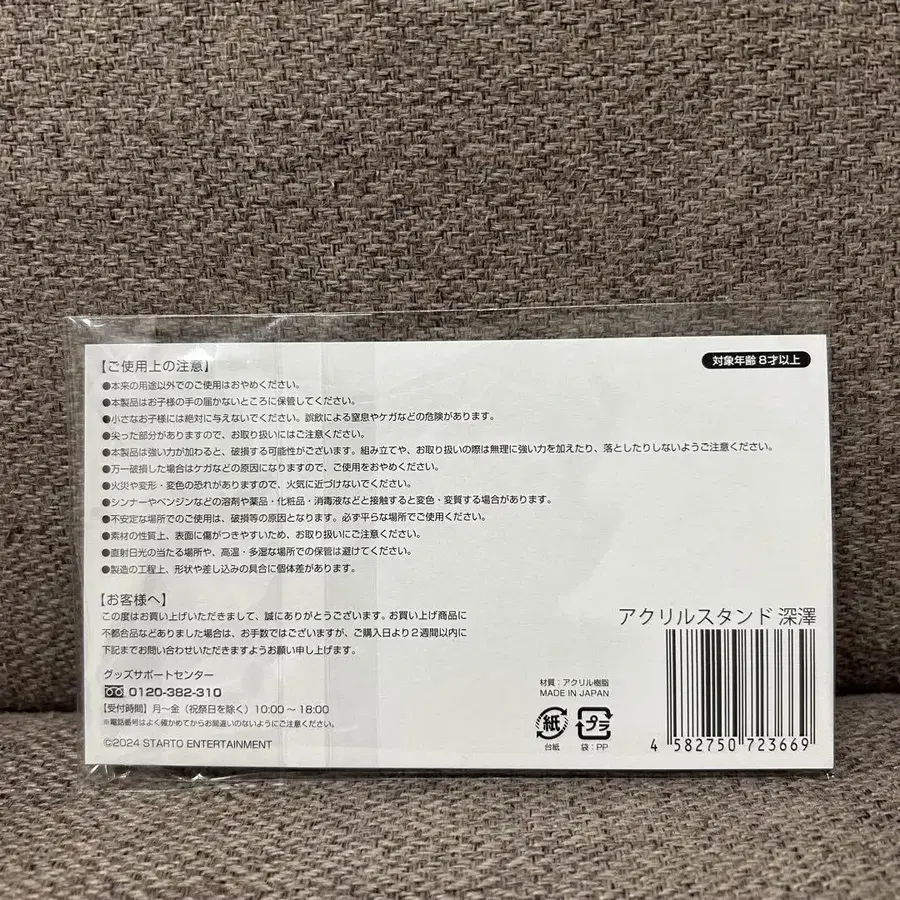 【ご使用上の注意】
対象年齢 8才以上
●本来の用途以外でのご使用はおやめください。
●本製品はお子様の手の届かないところに保管してください。
●小さなお子様には絶対に与えないでください。誤飲による窒息やケガなどの危険があります。
●尖った部分がありますので、お取り扱いにはご注意ください。
●本製品は強い力が加わると、破損する可能性がございます。組み立てや、お取り扱いの際は無理に強い力を加えたり、落としたりしないようご注意ください。
●万一破損した場合はケガなどの原因になりますので、ご使用をおやめください。
●火災や変形・変色の恐れがありますので、火気に近づけないでください。
●シンナーやベンジンなどの溶剤や薬品・化粧品・消毒液などと接触すると変色・変質する場合があります。
●不安定な場所でのご使用は、破損等の原因となります。必ず平らな場所でご使用ください。
●素材の性質上、表面に傷がつきやすいため、お取り扱いにご注意ください。
●直射日光の当たる場所や、高温・多湿な場所での保管は避けてください。
●製造の工程上、形状や差し込みの具合に個体差があります。
【お客様へ】
この度はお買い上げいただきまして、誠にありがとうございます。お買い上げ商品に
不都合品などありました場合は、お手数ではございますが、ご購入日より2週間以内に
下記までお問い合わせいただきますようお願い申し上げます。
グッズサポートセンター
0120-382-310
【受付時間】月〜金(祝祭日を除く)10:00〜18:00
※電話番号はよく確かめてからお間違いのないようにご注意ください。
©2024 STARTO ENTERTAINMENT
材質:アクリル樹脂
MADE IN JAPAN
紙
台紙
プラ
袋:PP
アクリルスタンド 深澤
4 582750 723669